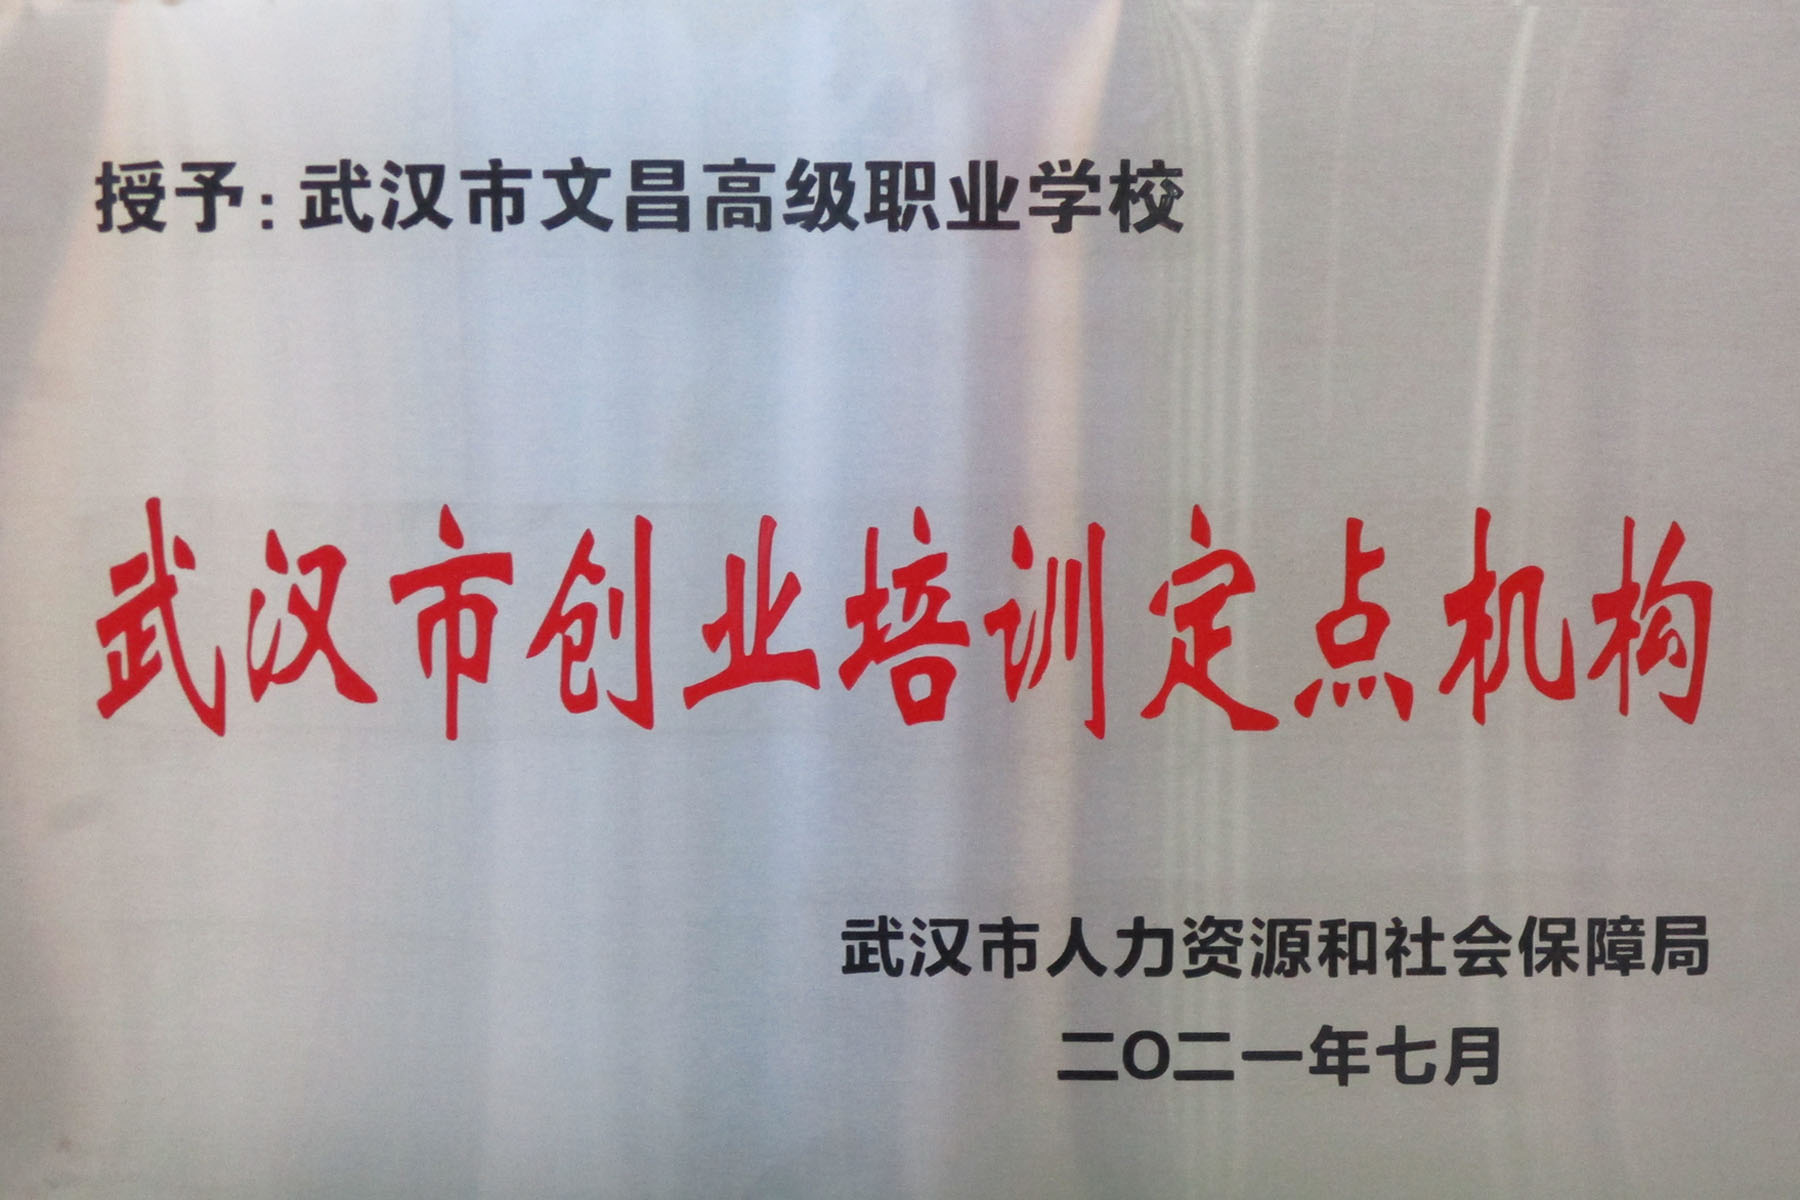 授予:武汉市文昌高级职业学校
武汉市创业培训定点机构
武汉市人力资源和社会保障局
二〇二一年七月